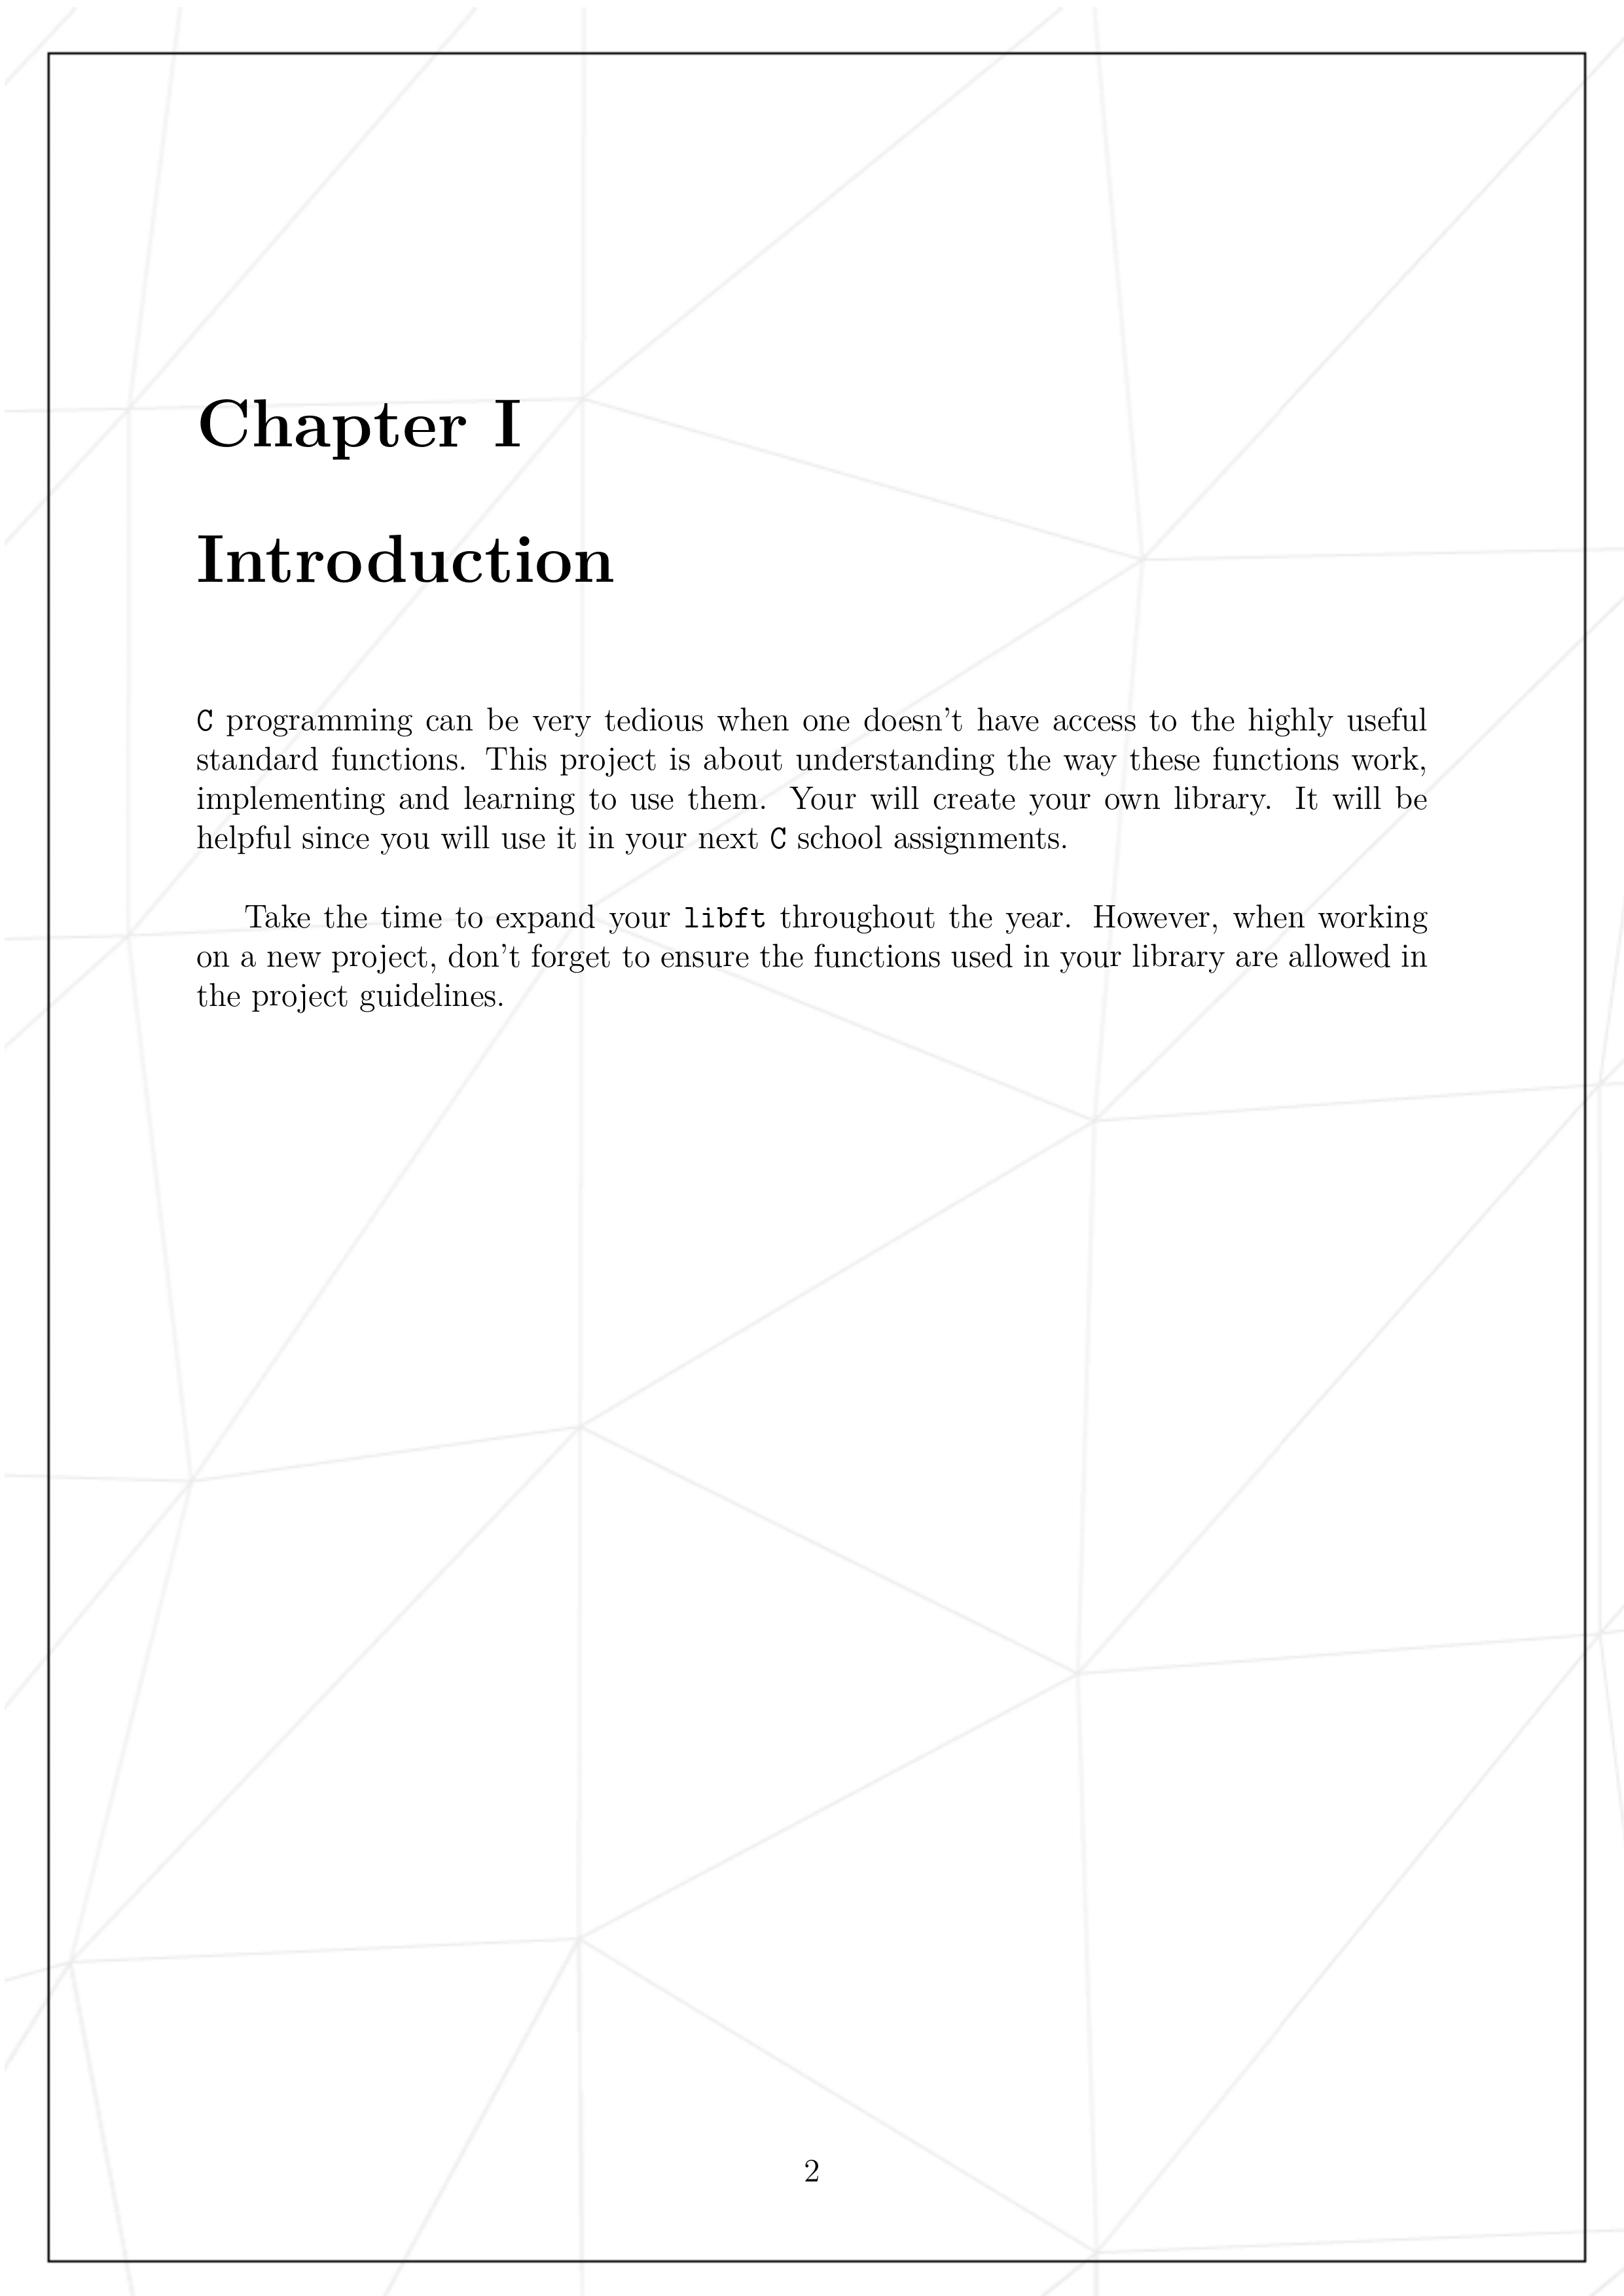 Chapter I
Introduction
C programming can be very tedious when one doesn't have access to the highly useful
standard functions. This project is about understanding the way these functions work,
implementing and learning to use them. Your will create your own library. It will be
helpful since you will use it in your next C school assignments.
Take the time to expand your libft throughout the year. However, when working
on a new project, don't forget to ensure the functions used in your library are allowed in
the project guidelines.
2